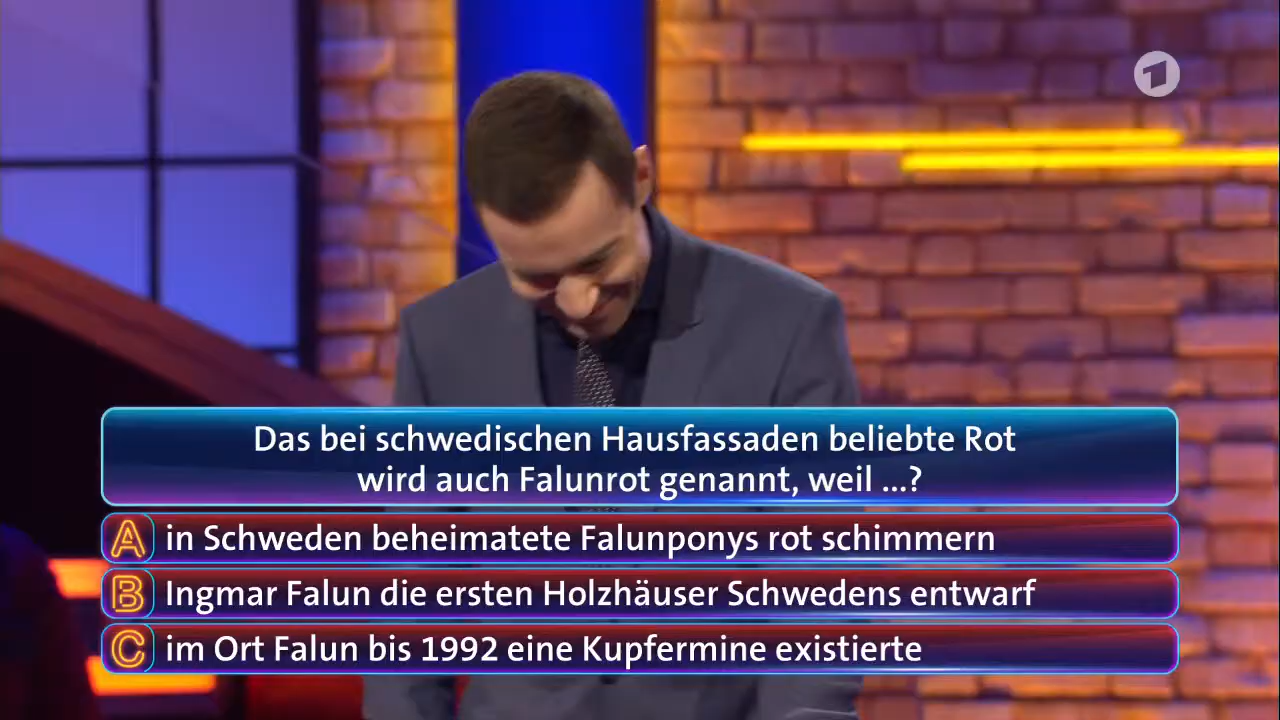 Das bei schwedischen Hausfassaden beliebte Rot
wird auch Falunrot genannt, weil ...?
A in Schweden beheimatete Falunponys rot schimmern
B Ingmar Falun die ersten Holzhäuser Schwedens entwarf
C im Ort Falun bis 1992 eine Kupfermine existierte